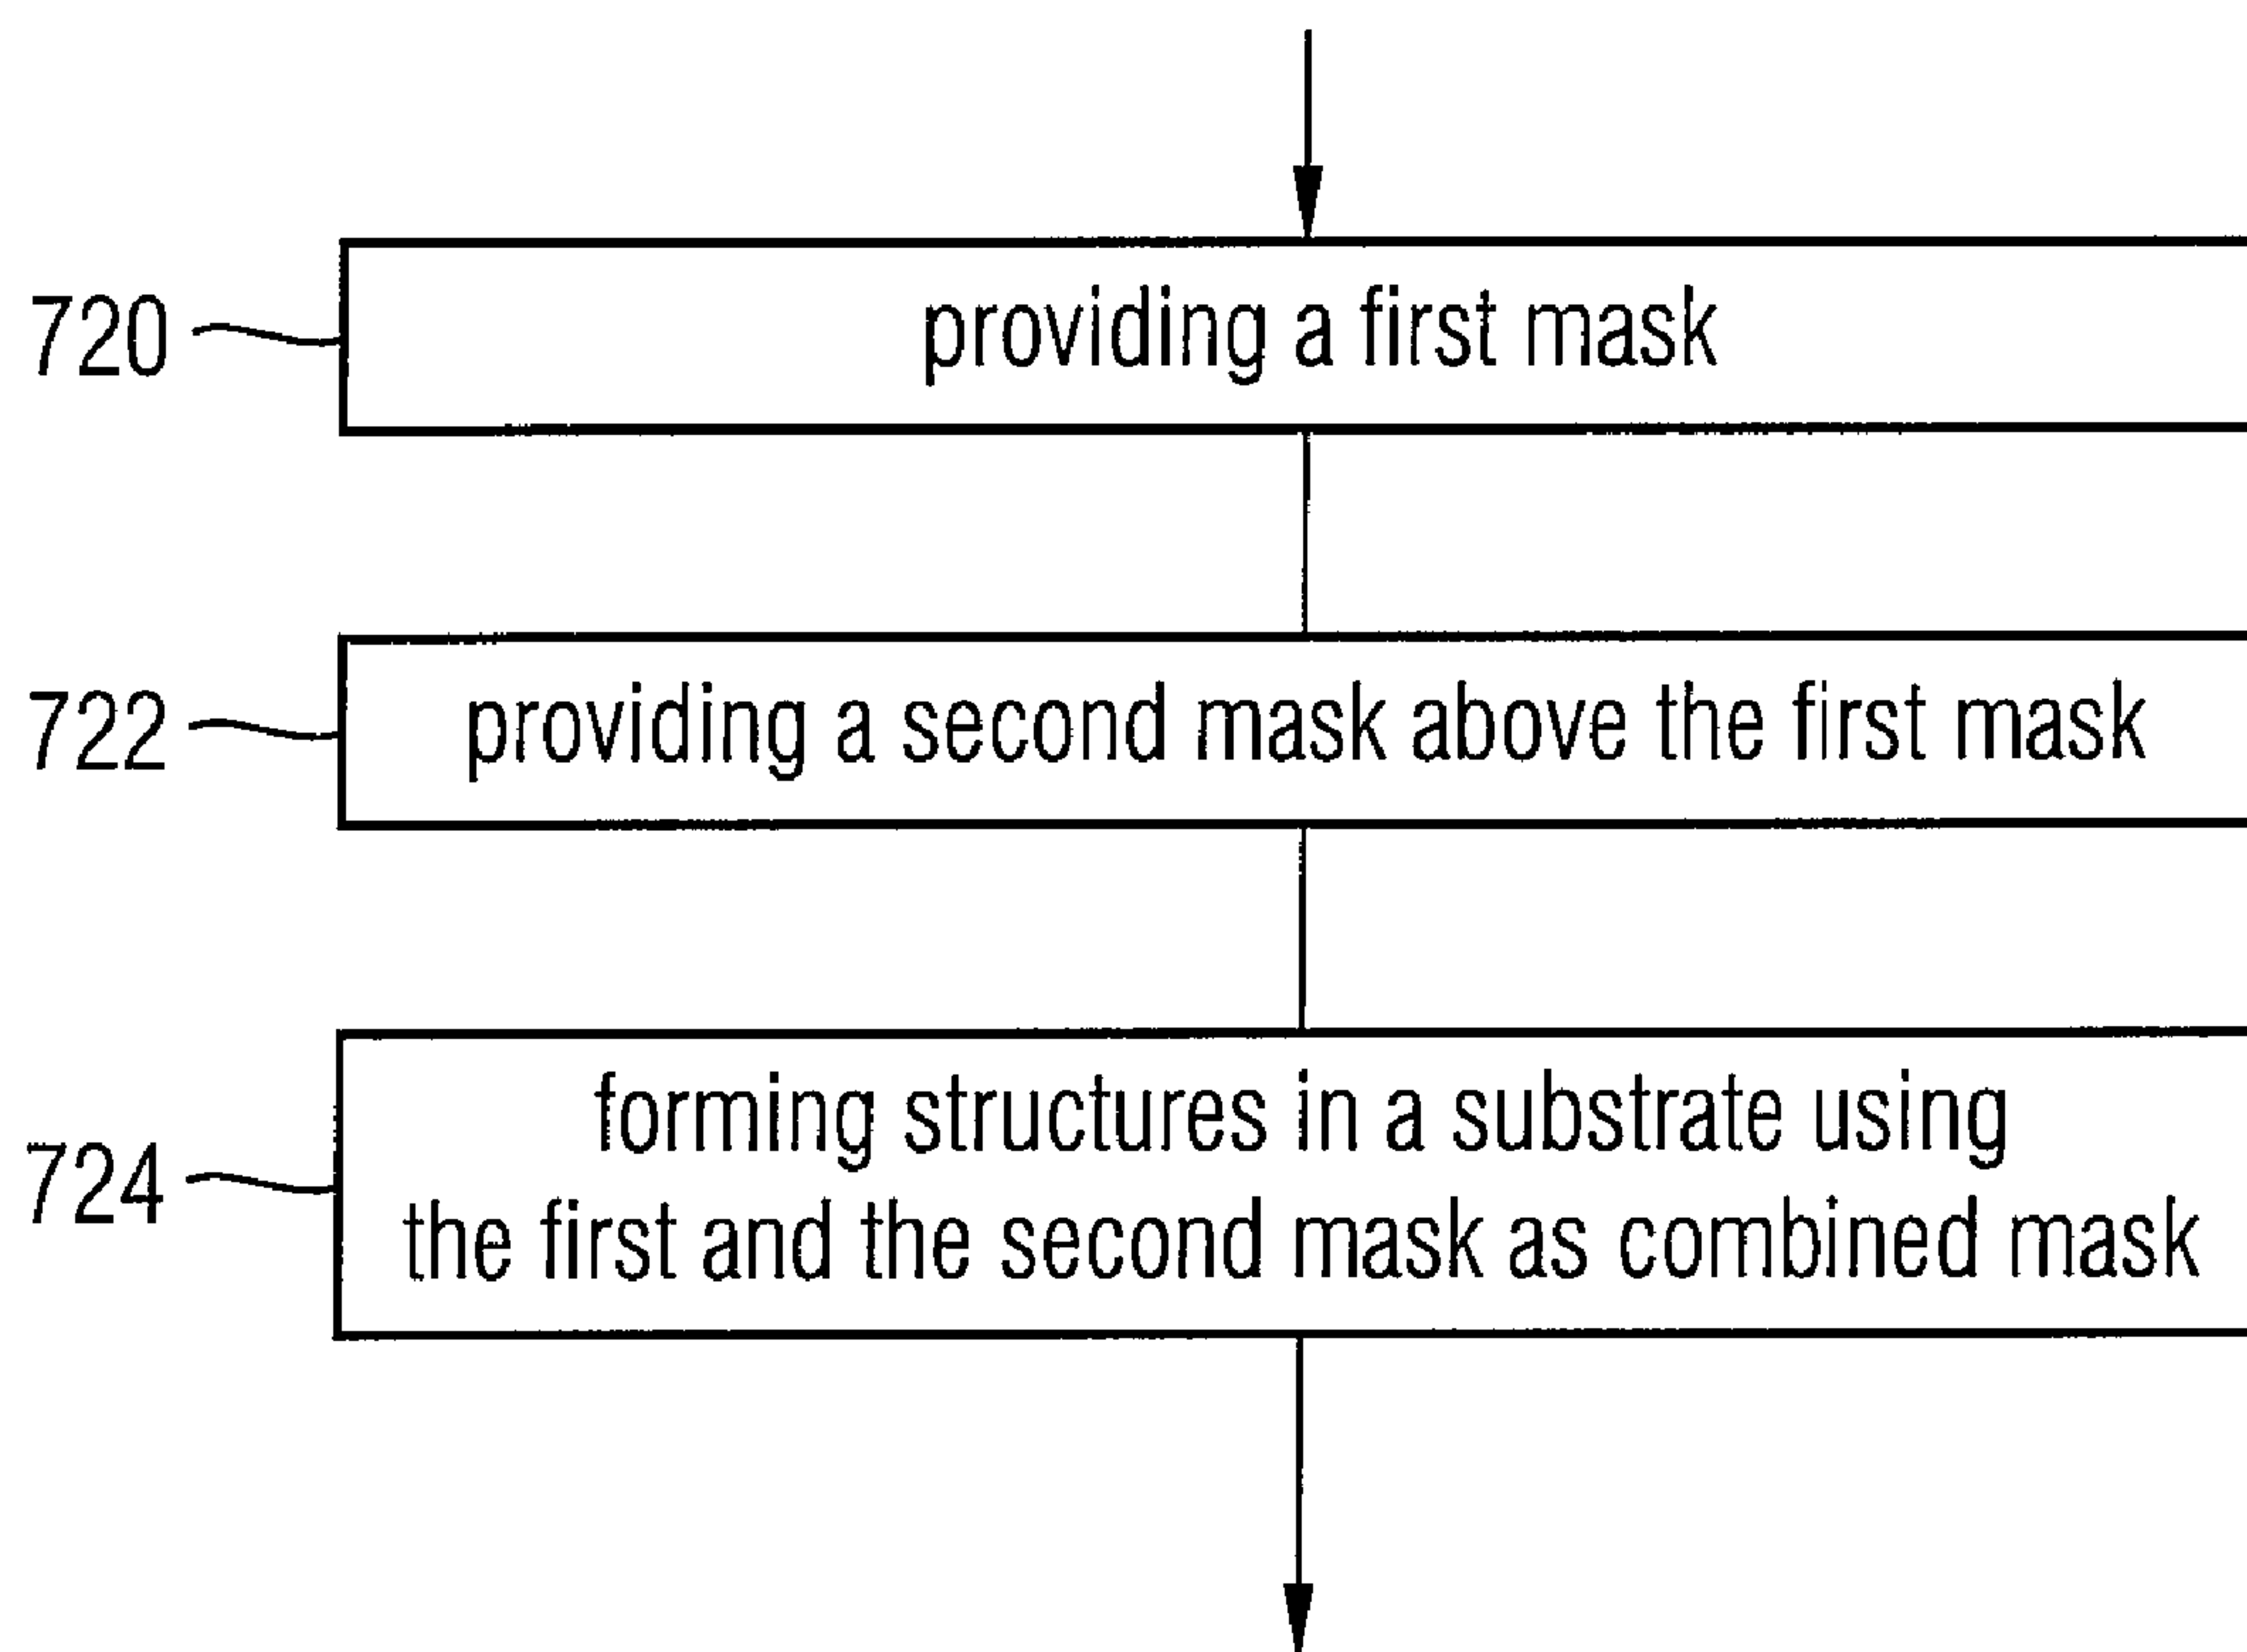 720
providing a first mask
722
providing a second mask above the first mask
724
forming structures in a substrate using
the first and the second mask as combined mask